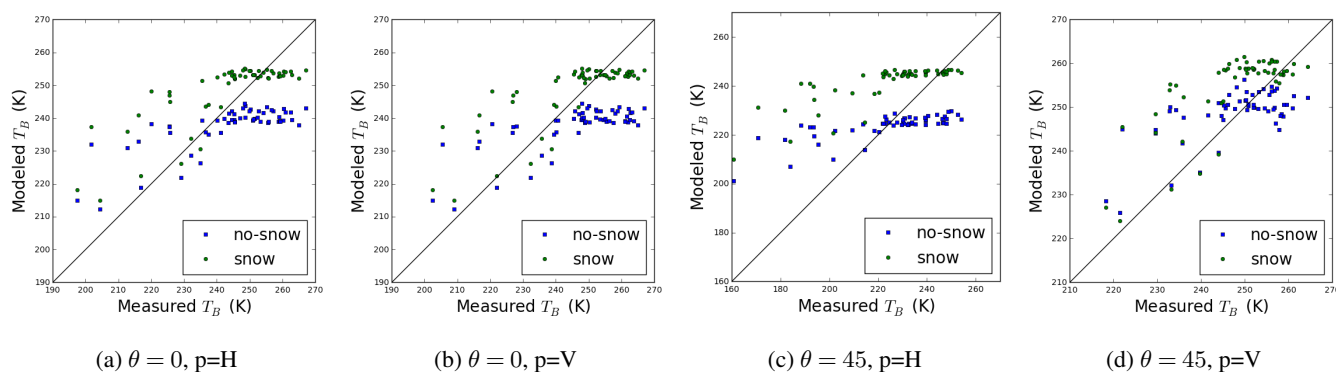 270
260
250
240
230
220
210
200
190
Modeled T_B (K)
190 200 210 220 230 240 250 260 270
Measured T_B (K)
no-snow
snow
(a) θ = 0, p=H
270
260
250
240
230
220
210
200
190
Modeled T_B (K)
190 200 210 220 230 240 250 260 270
Measured T_B (K)
no-snow
snow
(b) θ = 0, p=V
280
260
240
220
200
180
160
Modeled T_B (K)
160 180 200 220 240 260 280
Measured T_B (K)
no-snow
snow
(c) θ = 45, p=H
270
260
250
240
230
220
210
Modeled T_B (K)
210 220 230 240 250 260 270
Measured T_B (K)
no-snow
snow
(d) θ = 45, p=V